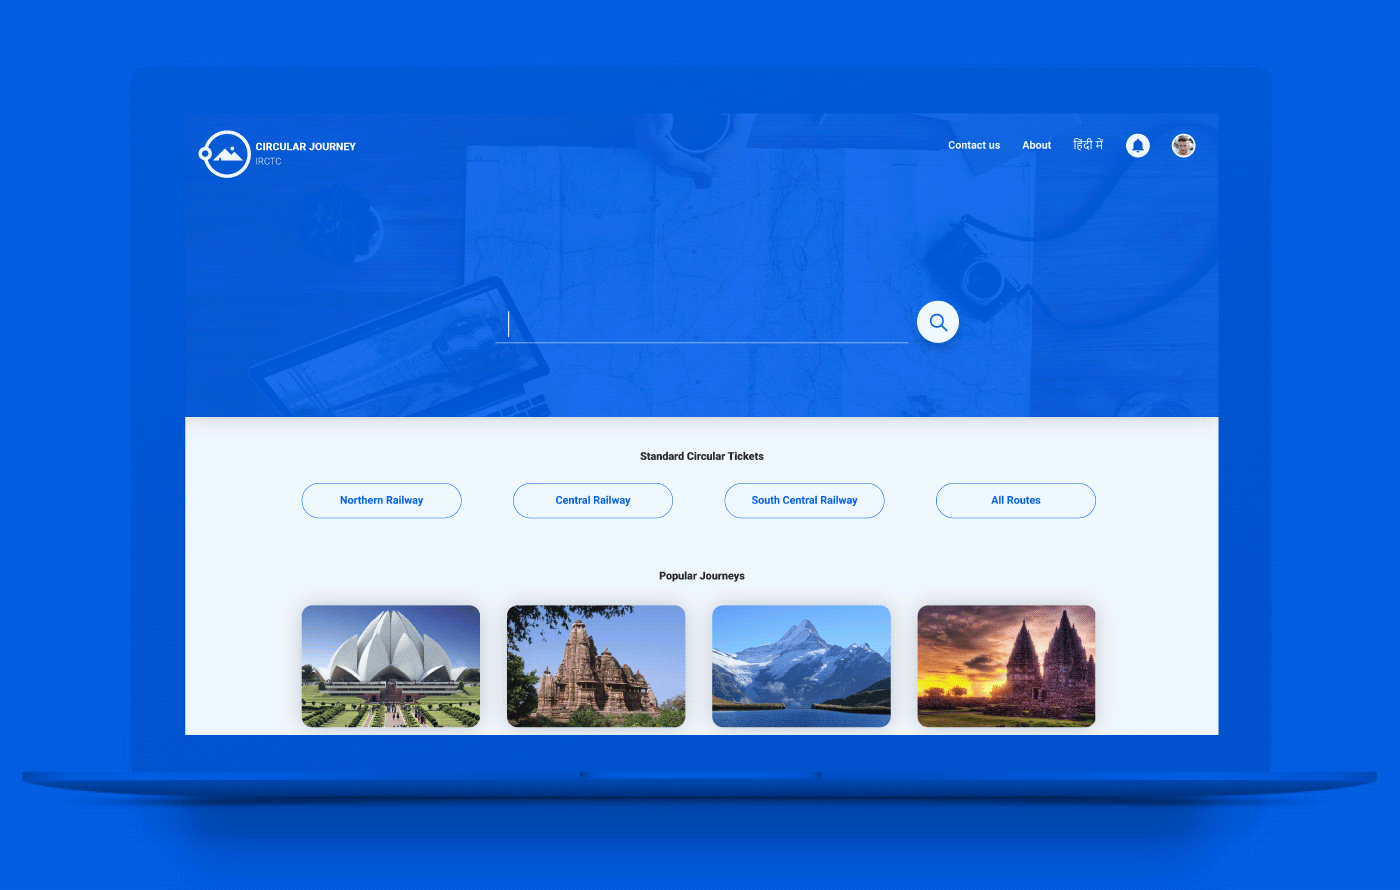 CIRCULAR JOURNEY
IRCTC
Contact us About हिंदी में
Standard Circular Tickets
Northern Railway Central Railway South Central Railway All Routes
Popular Journeys